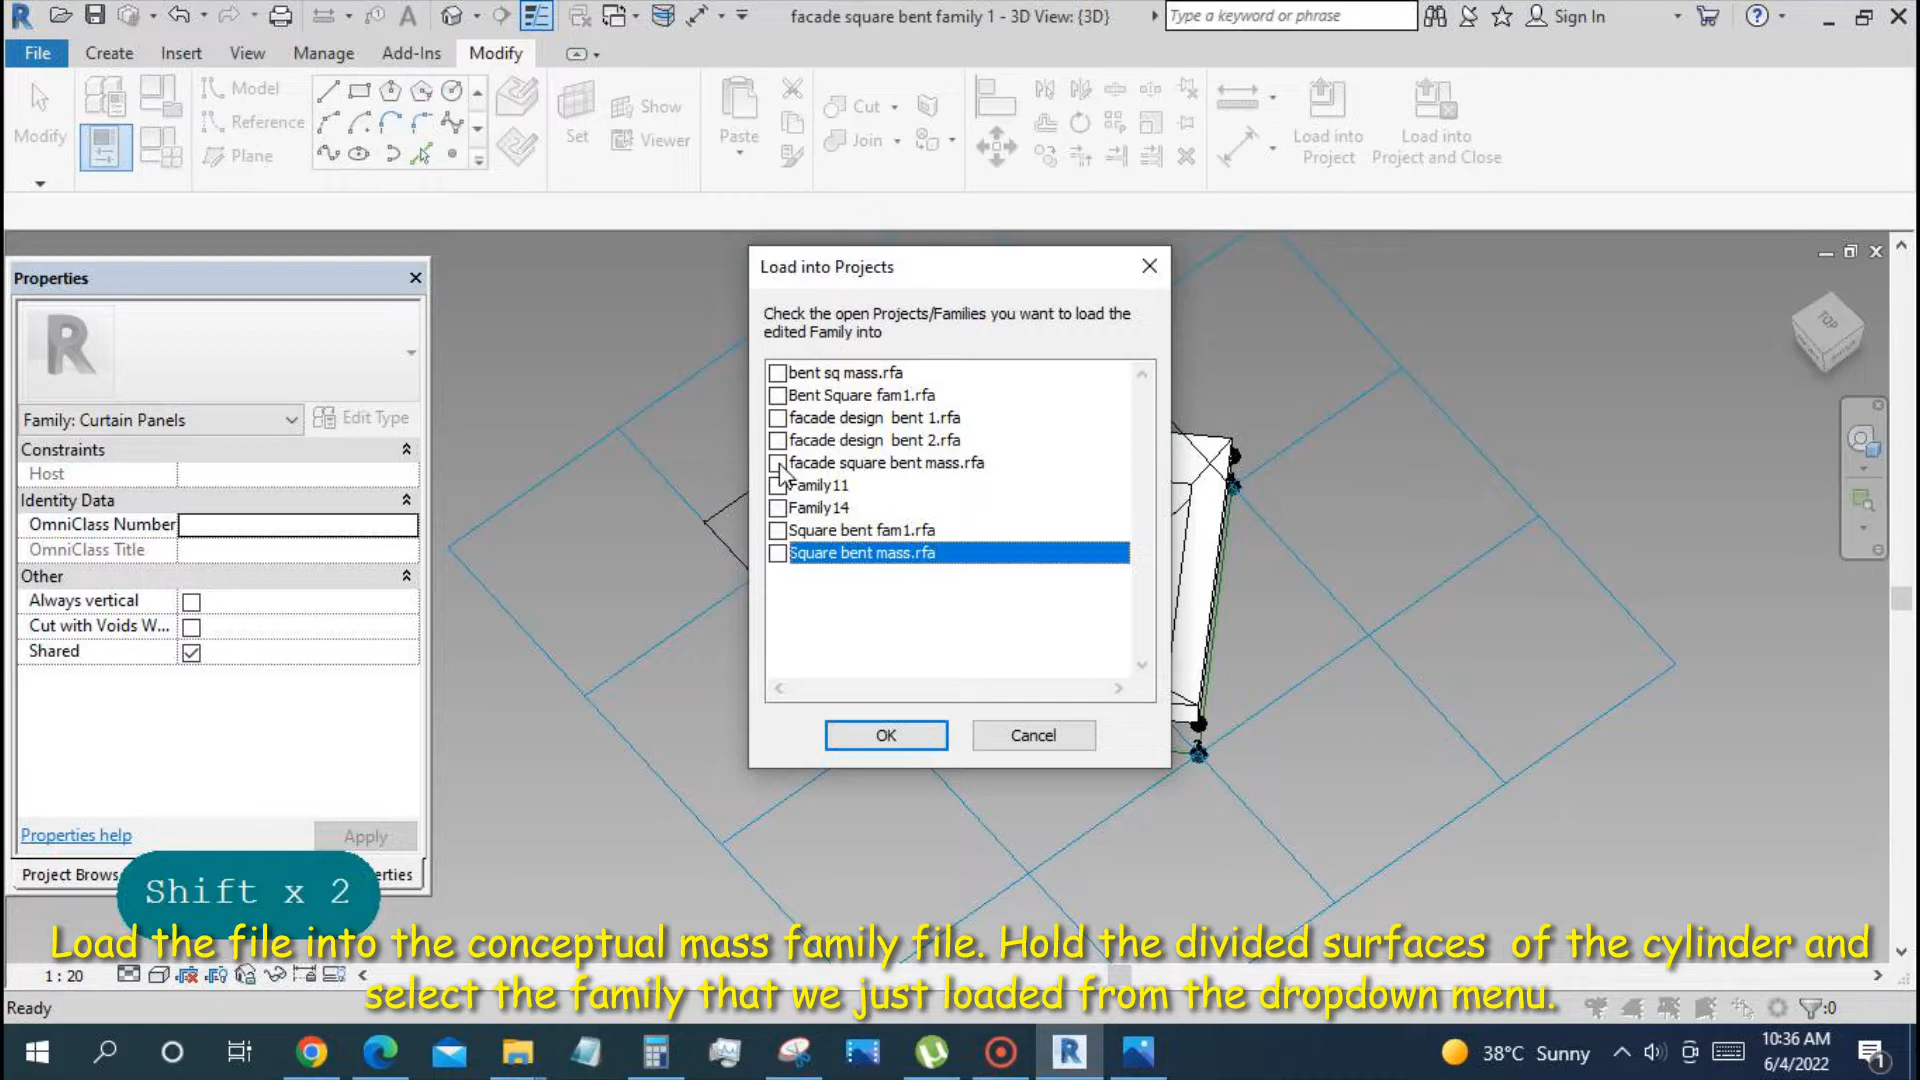 facade square bent family 1 - 3D View: {3D}
Type a keyword or phrase
Sign In
File
Create
Insert
View
Manage
Add-Ins
Modify
Modify
Model
Reference
Plane
Set
Show
Viewer
Paste
Cut
Join
Load into
Project
Load into
Project and Close
Properties
R
Family: Curtain Panels
Edit Type
Constraints
Host
Identity Data
OmniClass Number
OmniClass Title
Other
Always vertical
Cut with Voids W...
Shared
Properties help
Apply
Project Brows
erties
Load into Projects
Check the open Projects/Families you want to load the
edited Family into
bent sq mass.rfa
Bent Square fam1.rfa
facade design bent 1.rfa
facade design bent 2.rfa
facade square bent mass.rfa
Family11
Family14
Square bent fam1.rfa
Square bent mass.rfa
OK
Cancel
TOP
Shift x 2
Load the file into the conceptual mass family file. Hold the divided surfaces of the cylinder and
select the family that we just loaded from the dropdown menu.
1 : 20
Ready
:0
38°C Sunny
10:36 AM
6/4/2022
1